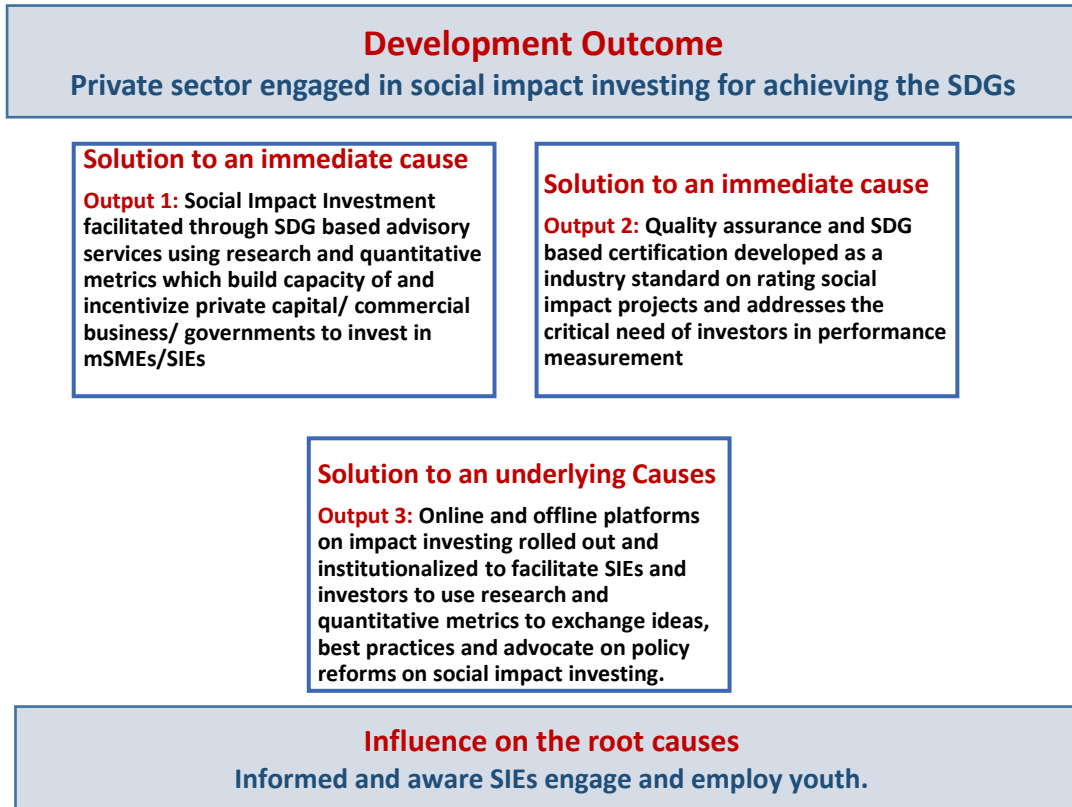 Development Outcome
Private sector engaged in social impact investing for achieving the SDGs
Solution to an immediate cause
Output 1: Social Impact Investment
facilitated through SDG based advisory
services using research and quantitative
metrics which build capacity of and
incentivize private capital/ commercial
business/ governments to invest in
mSMEs/SIEs
Solution to an immediate cause
Output 2: Quality assurance and SDG
based certification developed as a
industry standard on rating social
impact projects and addresses the
critical need of investors in performance
measurement
Solution to an underlying Causes
Output 3: Online and offline platforms
on impact investing rolled out and
institutionalized to facilitate SIEs and
investors to use research and
quantitative metrics to exchange ideas,
best practices and advocate on policy
reforms on social impact investing.
Influence on the root causes
Informed and aware SIEs engage and employ youth.